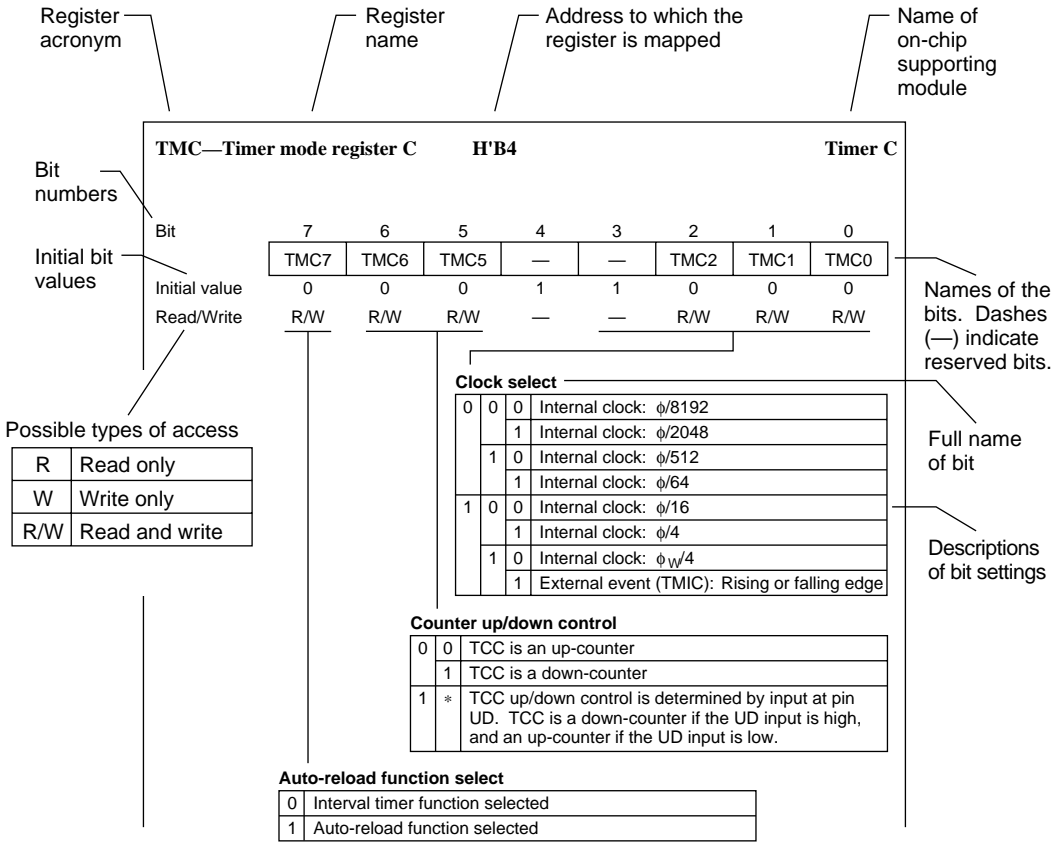 Register acronym
Register name
Address to which the register is mapped
Name of on-chip supporting module
TMC—Timer mode register C H'B4 Timer C
Bit numbers
Bit 7 6 5 4 3 2 1 0
Initial bit values
TMC7 TMC6 TMC5 — — TMC2 TMC1 TMC0
Initial value 0 0 0 1 1 0 0 0
Read/Write R/W R/W R/W — — R/W R/W R/W
Names of the bits. Dashes (—) indicate reserved bits.
Possible types of access
R Read only
W Write only
R/W Read and write
Clock select
0 0 0 Internal clock: ϕ/8192
1 Internal clock: ϕ/2048
1 0 Internal clock: ϕ/512
1 Internal clock: ϕ/64
1 0 0 Internal clock: ϕ/16
1 Internal clock: ϕ/4
1 0 Internal clock: ϕW/4
1 External event (TMIC): Rising or falling edge
Full name of bit
Descriptions of bit settings
Counter up/down control
0 0 TCC is an up-counter
1 TCC is a down-counter
1 * TCC up/down control is determined by input at pin
UD. TCC is a down-counter if the UD input is high,
and an up-counter if the UD input is low.
Auto-reload function select
0 Interval timer function selected
1 Auto-reload function selected